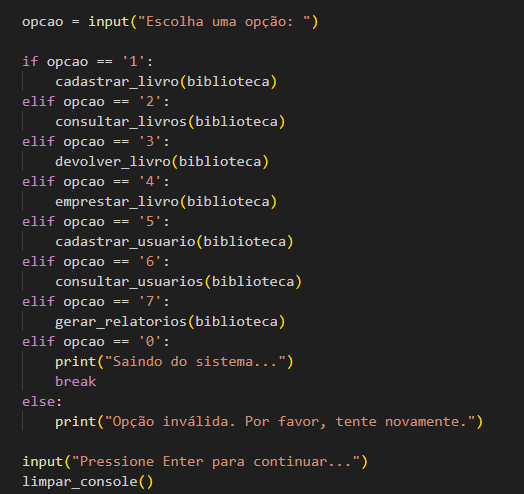 opcao = input("Escolha uma opção: ")
if opcao == '1':
    cadastrar_livro(biblioteca)
elif opcao == '2':
    consultar_livros(biblioteca)
elif opcao == '3':
    devolver_livro(biblioteca)
elif opcao == '4':
    emprestar_livro(biblioteca)
elif opcao == '5':
    cadastrar_usuario(biblioteca)
elif opcao == '6':
    consultar_usuarios(biblioteca)
elif opcao == '7':
    gerar_relatorios(biblioteca)
elif opcao == '0':
    print("Saindo do sistema...")
    break
else:
    print("Opção inválida. Por favor, tente novamente.")
input("Pressione Enter para continuar...")
limpar_console()